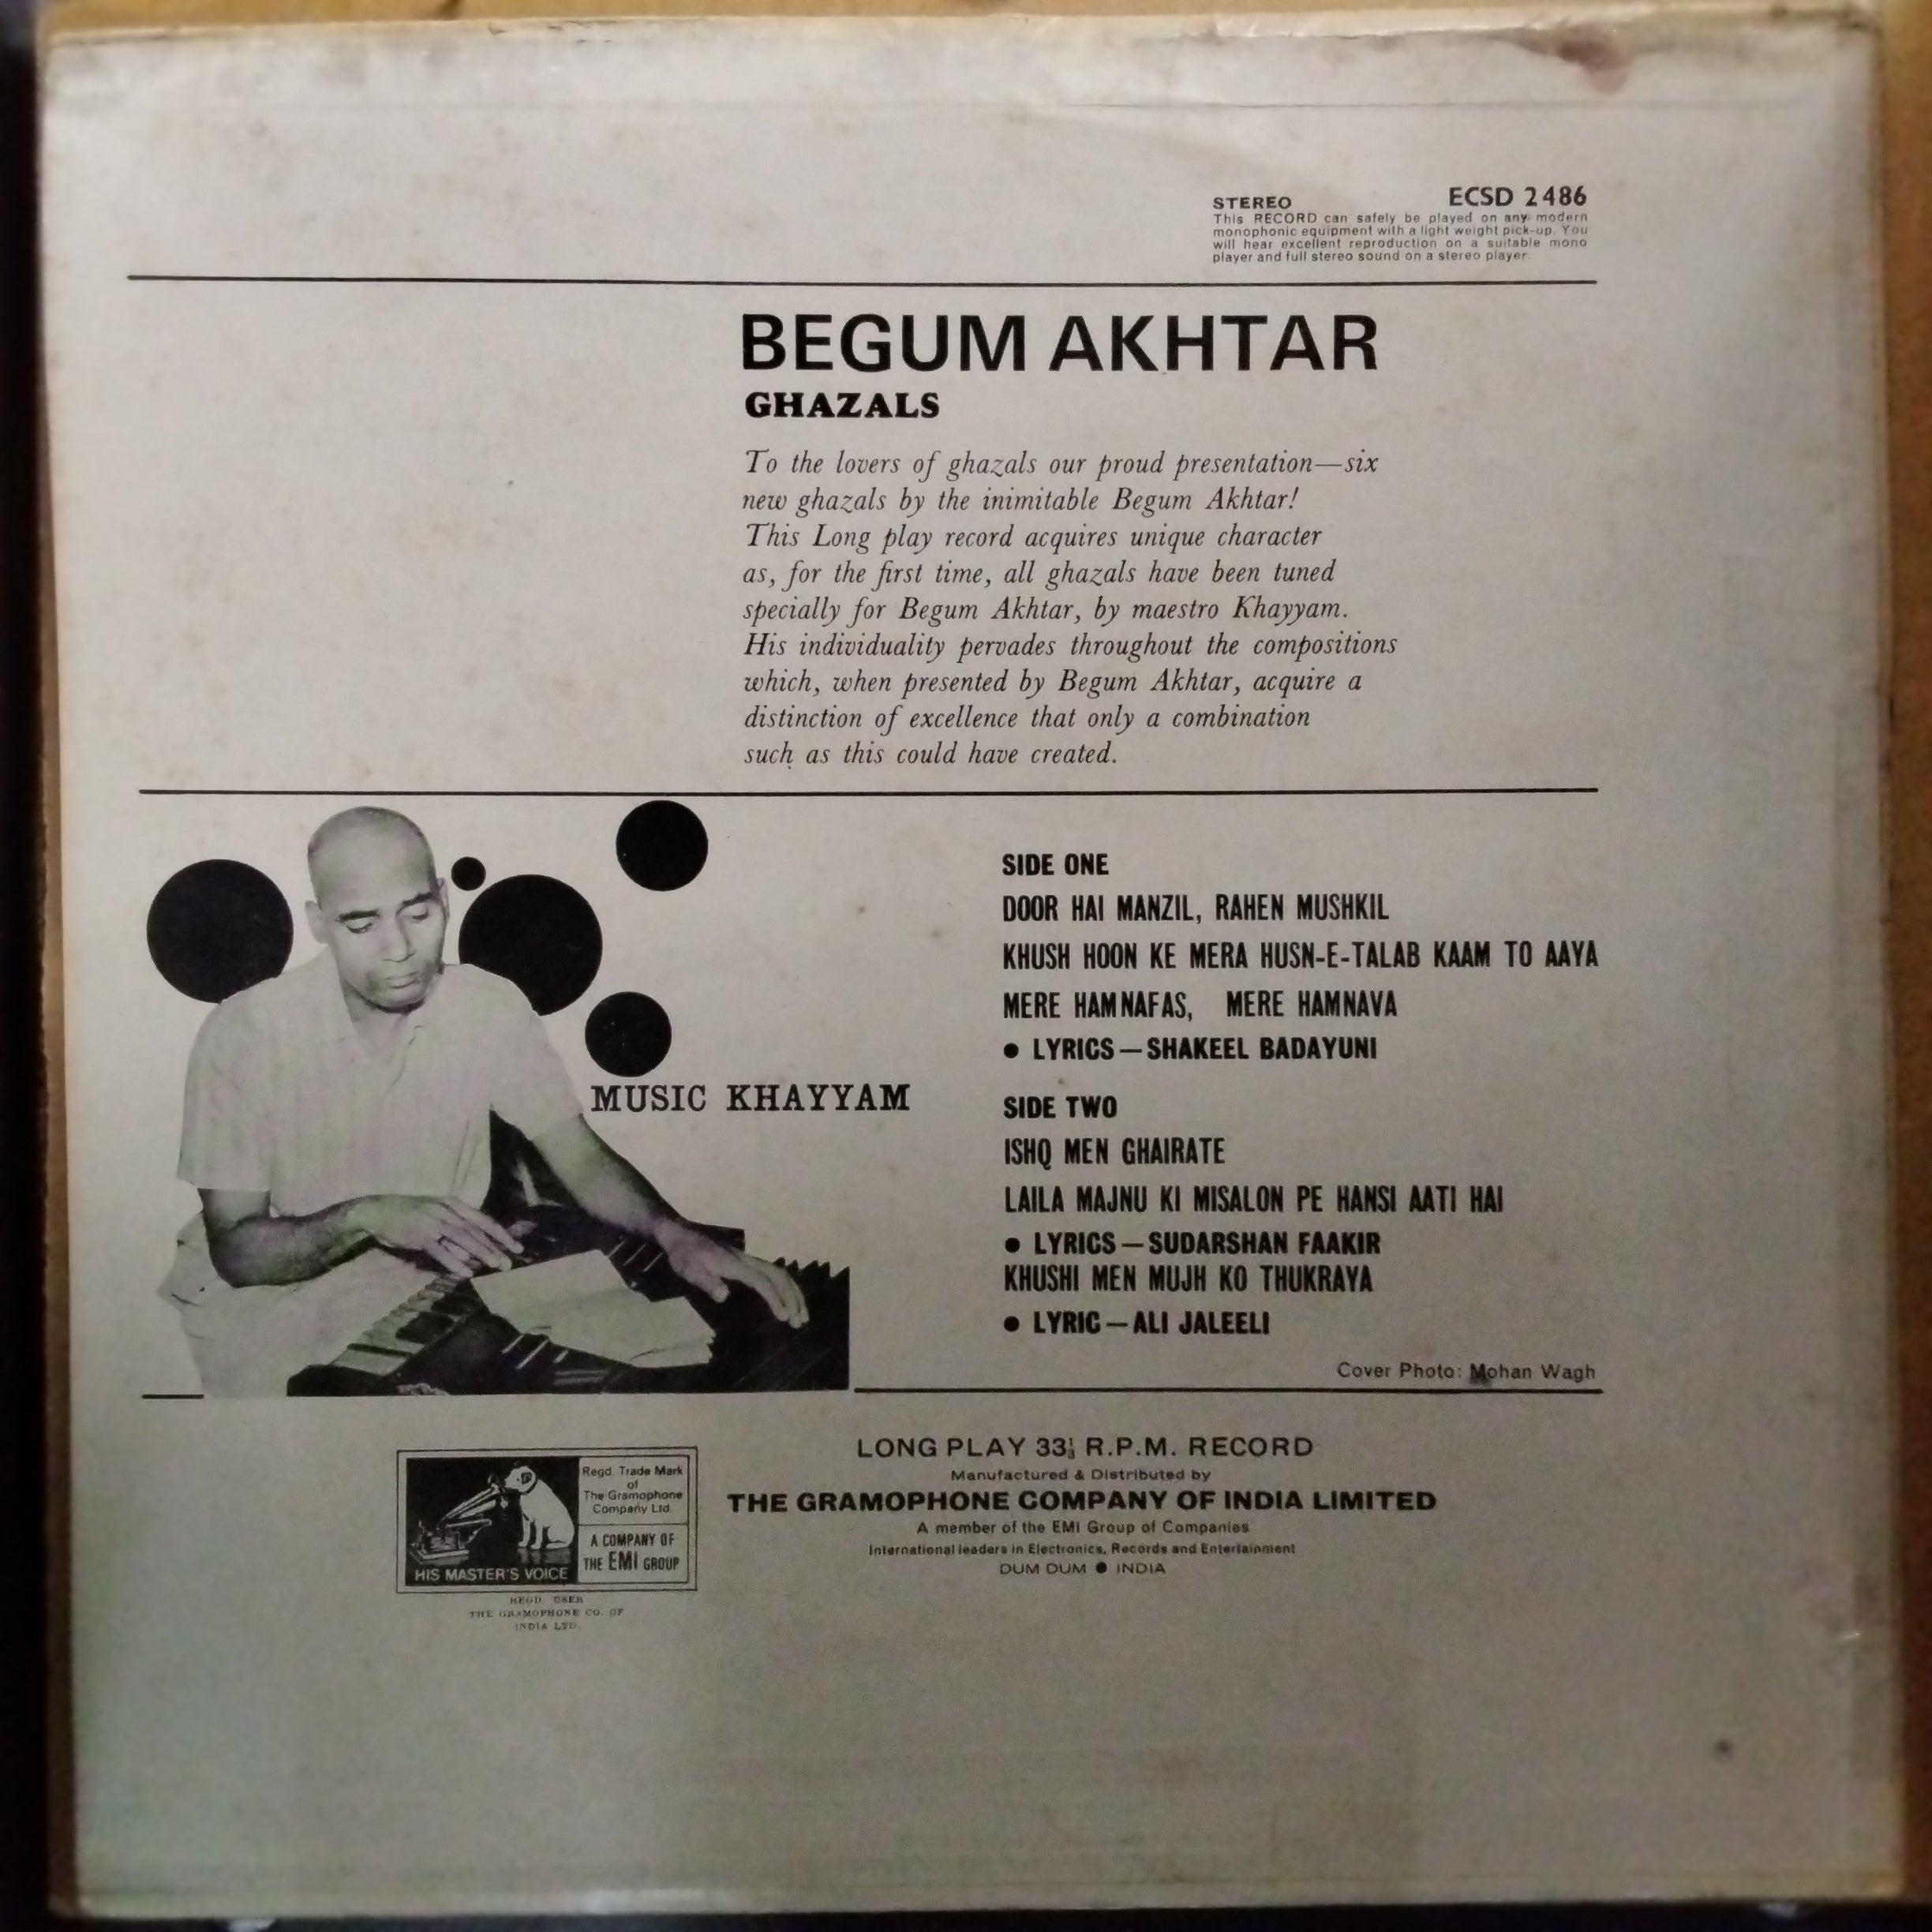 STEREO ECSD 2486
This RECORD can safely be played on any modern
monophonic equipment with a light weight pick-up. You
will hear excellent reproduction on a suitable mono
player and full stereo sound on a stereo player.
BEGUM AKHTAR
GHAZALS
To the lovers of ghazals our proud presentation—six
new ghazals by the inimitable Begum Akhtar!
This Long play record acquires unique character
as, for the first time, all ghazals have been tuned
specially for Begum Akhtar, by maestro Khayyam.
His individuality pervades throughout the compositions
which, when presented by Begum Akhtar, acquire a
distinction of excellence that only a combination
such as this could have created.
MUSIC KHAYYAM
SIDE ONE
DOOR HAI MANZIL, RAHEN MUSHKIL
KHUSH HOON KE MERA HUSN-E-TALAB KAAM TO AAYA
MERE HAMNAFAS, MERE HAMNAVA
● LYRICS—SHAKEEL BADAYUNI
SIDE TWO
ISHQ MEN GHAIRATE
LAILA MAJNU KI MISALON PE HANSI AATI HAI
● LYRICS—SUDARSHAN FAAKIR
KHUSHI MEN MUJH KO THUKRAYA
● LYRIC—ALI JALEELI
Cover Photo: Mohan Wagh
HIS MASTER'S VOICE
Regd. Trade Mark
of
The Gramophone
Company Ltd.
A COMPANY OF
THE EMI GROUP
REGD. USER
THE GRAMOPHONE CO. OF
INDIA LTD.
LONG PLAY 33⅓ R.P.M. RECORD
Manufactured & Distributed by
THE GRAMOPHONE COMPANY OF INDIA LIMITED
A member of the EMI Group of Companies
International leaders in Electronics, Records and Entertainment
DUM DUM ● INDIA